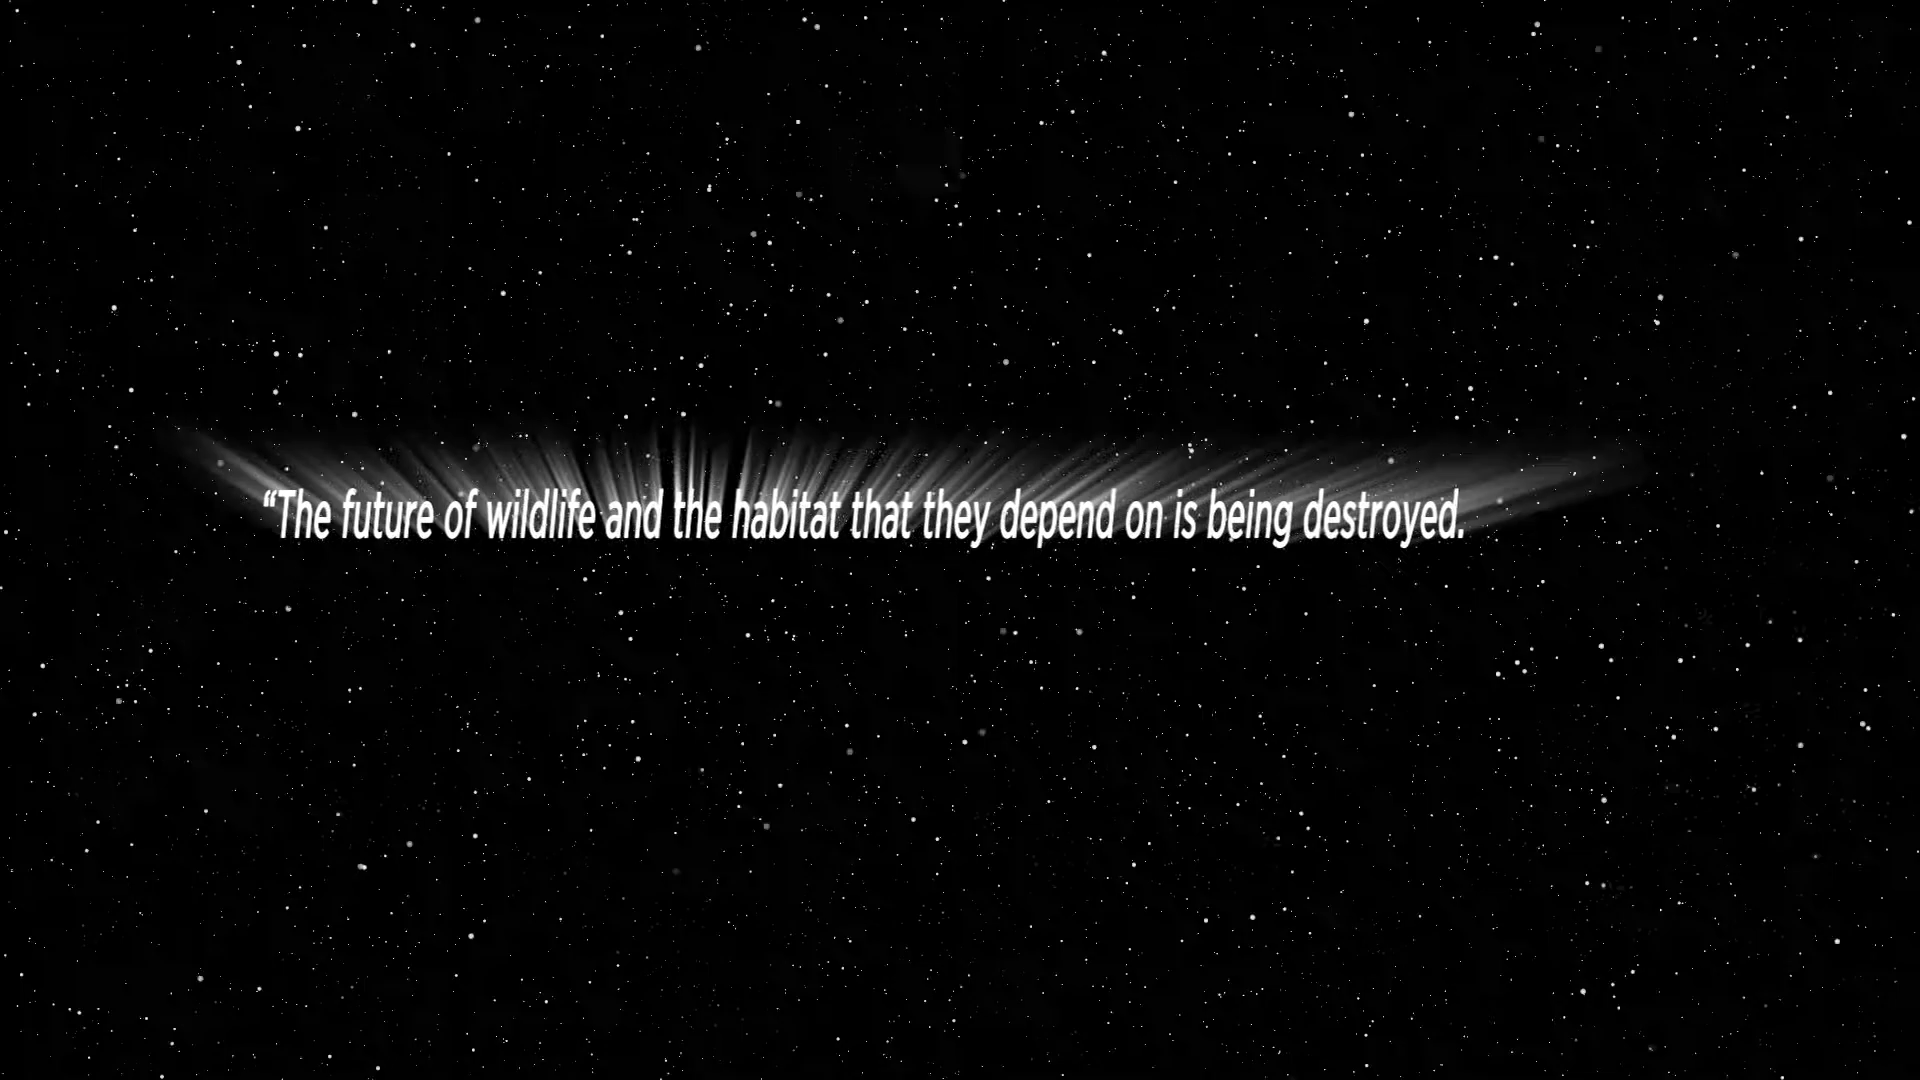 “The future of wildlife and the habitat that they depend on is being destroyed.